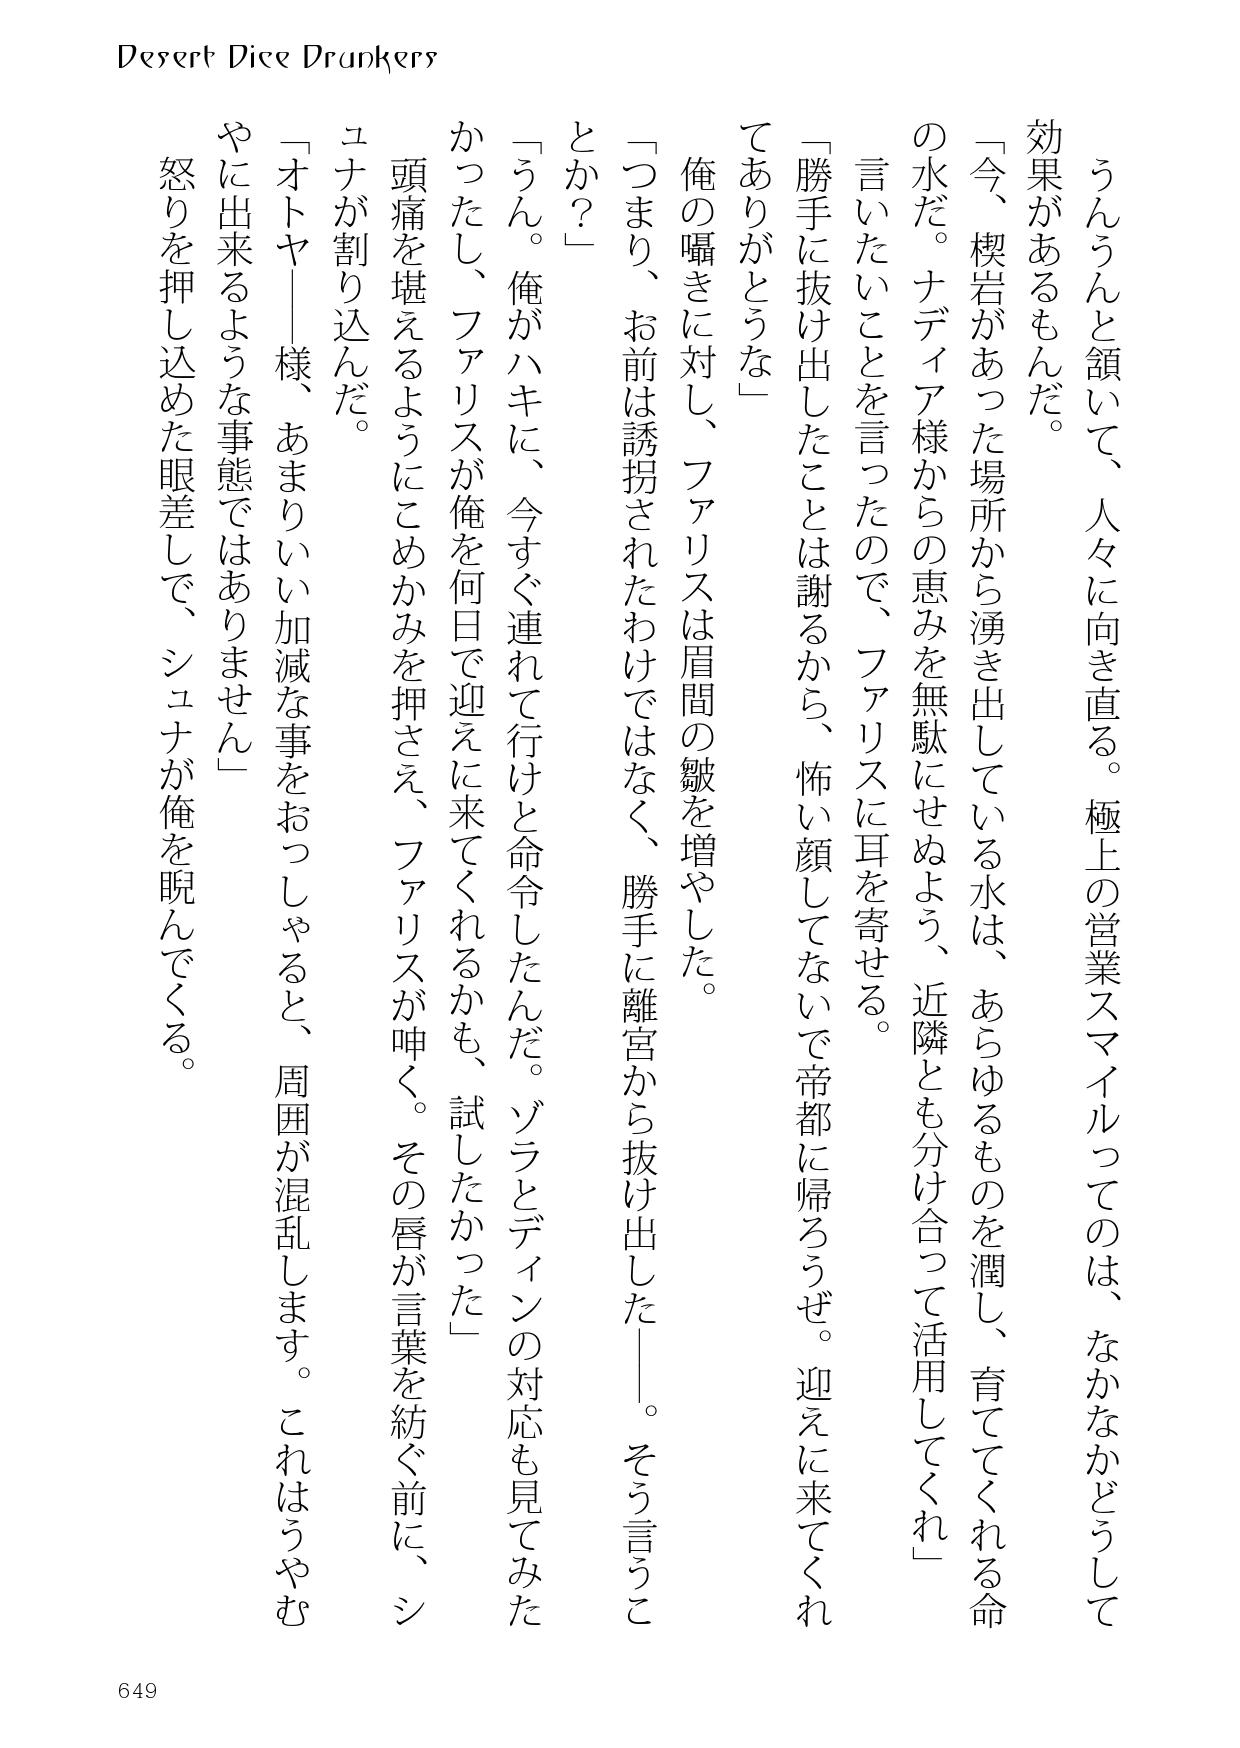 Desert Dice Drunkers
　うんうんと頷いて、人々に向き直る。極上の営業スマイルってのは、なかなかどうして
効果があるもんだ。
「今、楔岩があった場所から湧き出している水は、あらゆるものを潤し、育ててくれる命
の水だ。ナディア様からの恵みを無駄にせぬよう、近隣とも分け合って活用してくれ」
　言いたいことを言ったので、ファリスに耳を寄せる。
「勝手に抜け出したことは謝るから、怖い顔してないで帝都に帰ろうぜ。迎えに来てくれ
てありがとうな」
　俺の囁きに対し、ファリスは眉間の皺を増やした。
「つまり、お前は誘拐されたわけではなく、勝手に離宮から抜け出した――。そう言うこ
とか？」
「うん。俺がハキに、今すぐ連れて行けと命令したんだ。ゾラとディンの対応も見てみた
かったし、ファリスが俺を何日で迎えに来てくれるかも、試したかった」
　頭痛を堪えるようにこめかみを押さえ、ファリスが呻く。その唇が言葉を紡ぐ前に、シ
ュナが割り込んだ。
「オトヤ――様、あまりいい加減な事をおっしゃると、周囲が混乱します。これはうやむ
やに出来るような事態ではありません」
　怒りを押し込めた眼差しで、シュナが俺を睨んでくる。
649